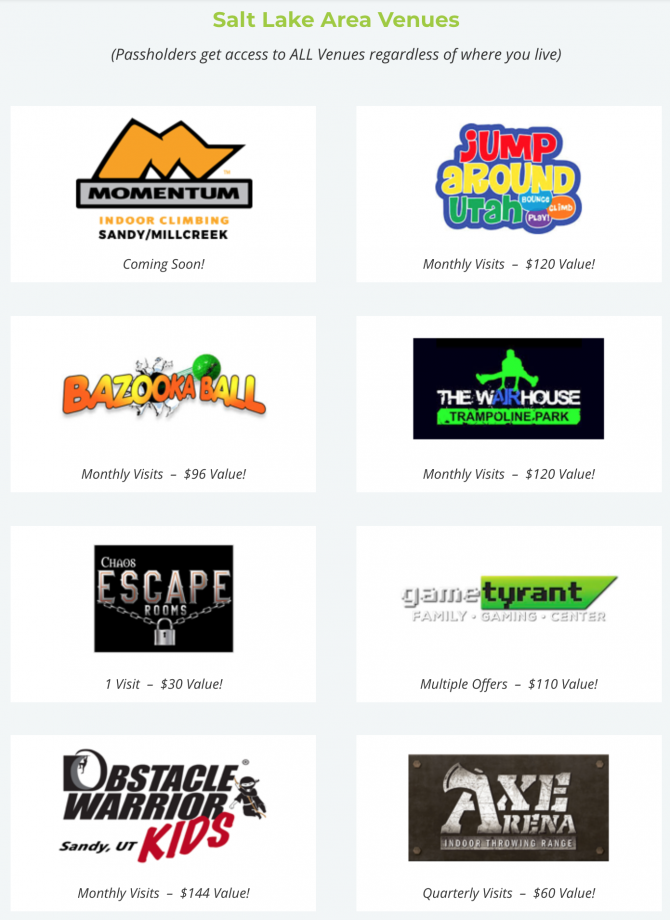 Salt Lake Area Venues
(Passholders get access to ALL Venues regardless of where you live)
MOMENTUM
TM
INDOOR CLIMBING
SANDY/MILLCREEK
Coming Soon!
JUMP
aROUND
Utah
BOUNCE
CLIMB
PLAY!
Monthly Visits – $120 Value!
BAZOOKA BALL
Monthly Visits – $96 Value!
THE WAIRHOUSE
TRAMPOLINE PARK
Monthly Visits – $120 Value!
CHAOS
ESCAPE
ROOMS
1 Visit – $30 Value!
gametyrant
FAMILY • GAMING • CENTER
Multiple Offers – $110 Value!
OBSTACLE
WARRIOR
KIDS
®
Sandy, UT
Monthly Visits – $144 Value!
AXE
ARENA
INDOOR THROWING RANGE
Quarterly Visits – $60 Value!